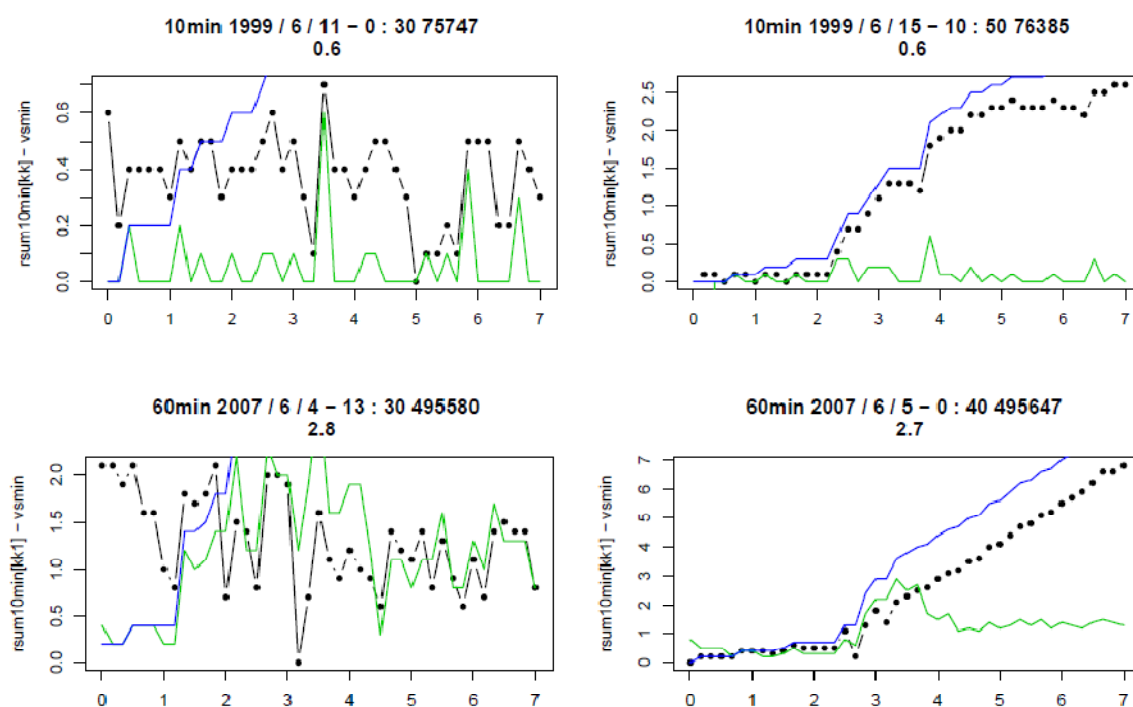 10min 1999 / 6 / 11 – 0 : 30 75747
0.6
rsum10min[kk] – vsmin
0.6
0.4
0.2
0.0
0 1 2 3 4 5 6 7
10min 1999 / 6 / 15 – 10 : 50 76385
0.6
rsum10min[kk] – vsmin
2.5
2.0
1.5
1.0
0.5
0.0
0 1 2 3 4 5 6 7
60min 2007 / 6 / 4 – 13 : 30 495580
2.8
rsum10min[kk1] – vsmin
2.0
1.5
1.0
0.5
0.0
0 1 2 3 4 5 6 7
60min 2007 / 6 / 5 – 0 : 40 495647
2.7
rsum10min[kk1] – vsmin
7
6
5
4
3
2
1
0
0 1 2 3 4 5 6 7